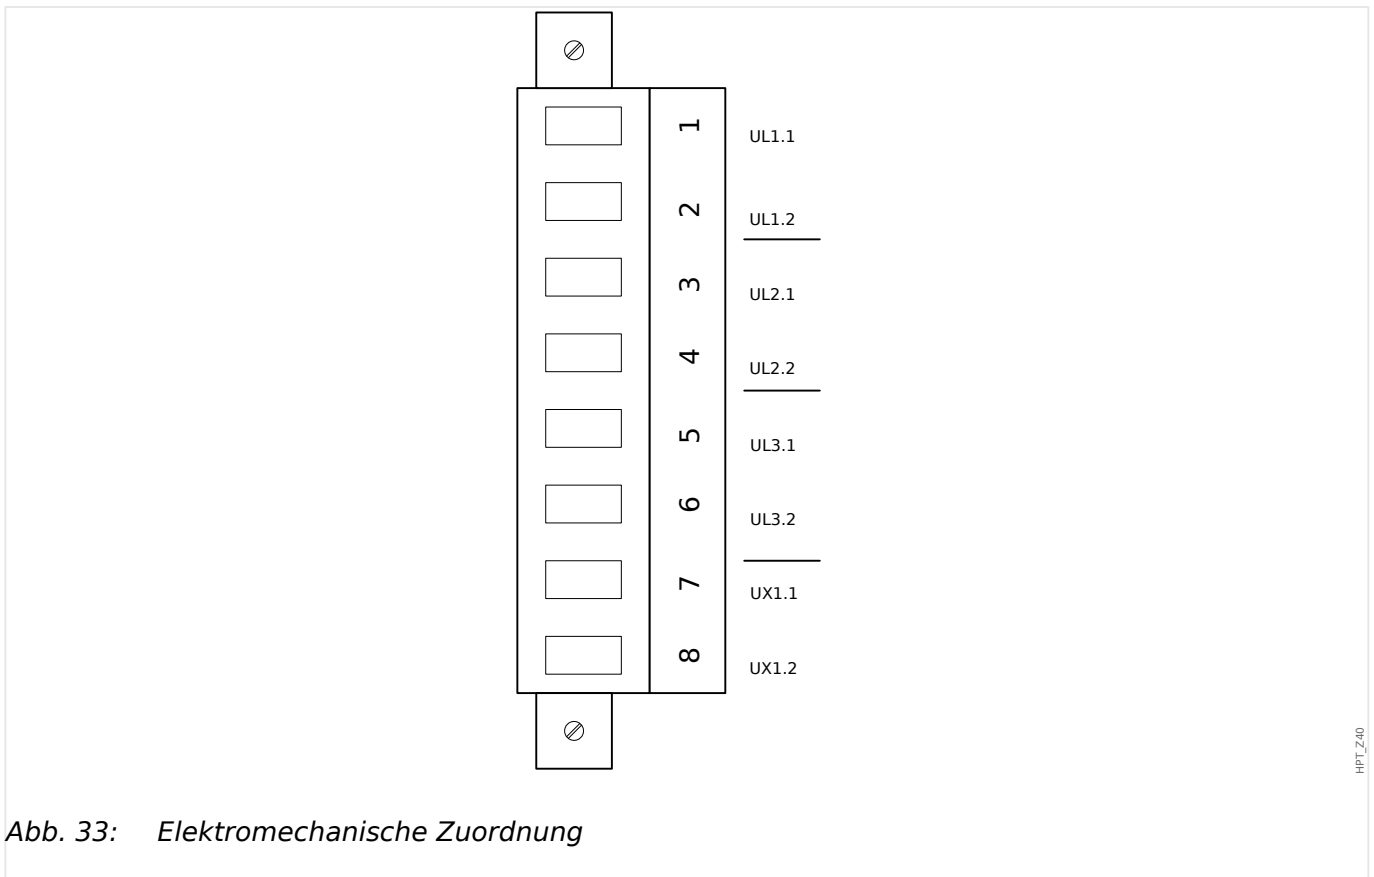 1 UL1.1
2 UL1.2
3 UL2.1
4 UL2.2
5 UL3.1
6 UL3.2
7 UX1.1
8 UX1.2
HPT_Z40
Abb. 33: Elektromechanische Zuordnung